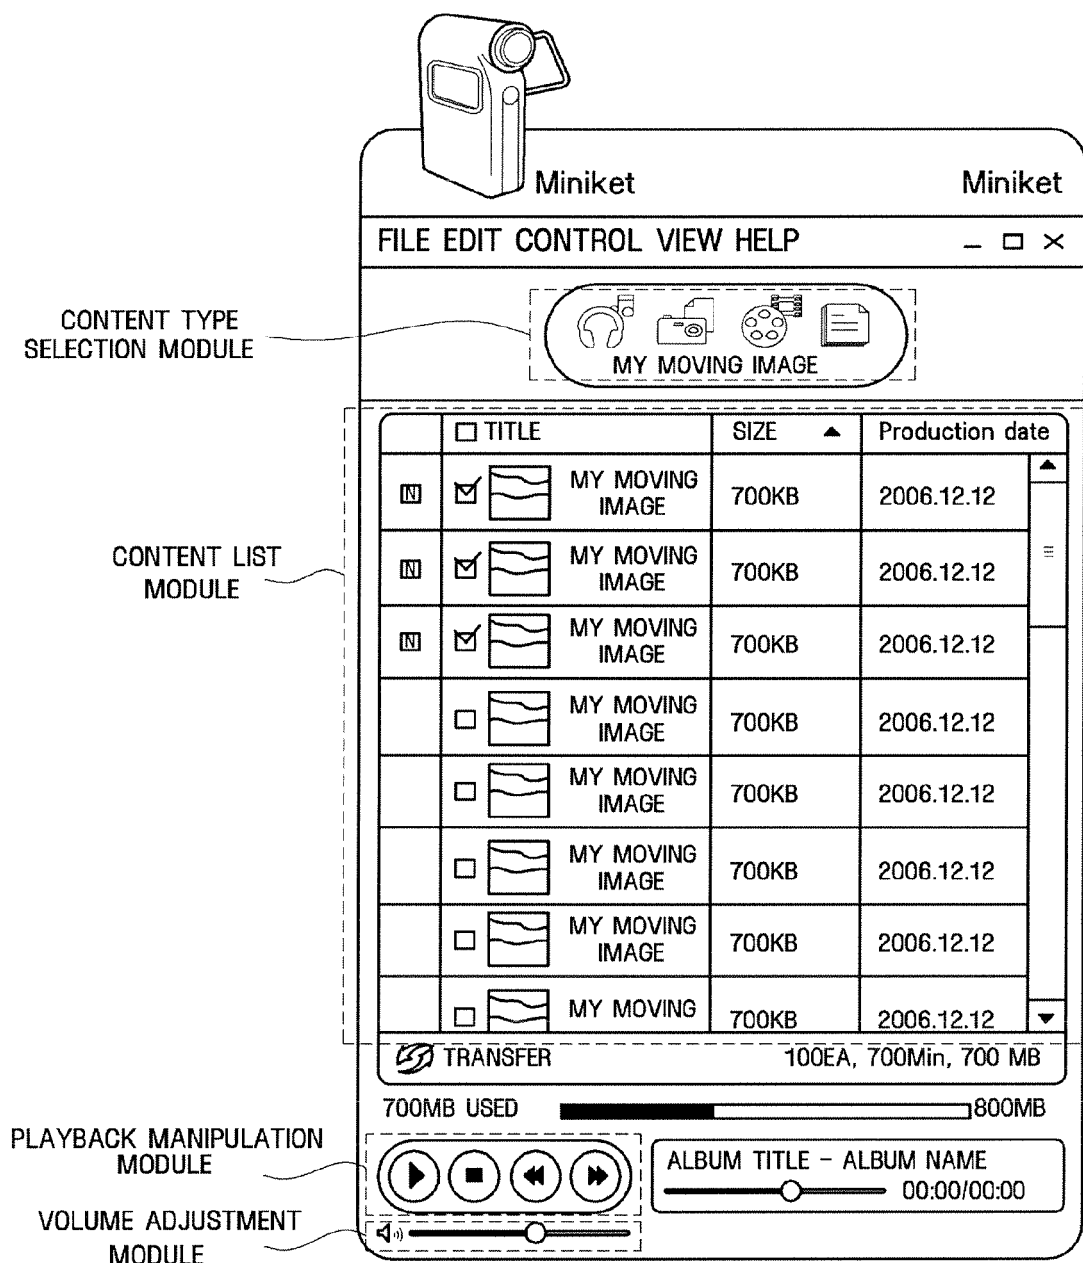 Miniket Miniket
FILE EDIT CONTROL VIEW HELP
CONTENT TYPE
SELECTION MODULE
MY MOVING IMAGE
TITLE SIZE Production date
N MY MOVING
IMAGE 700KB 2006.12.12
CONTENT LIST
MODULE
N MY MOVING
IMAGE 700KB 2006.12.12
N MY MOVING
IMAGE 700KB 2006.12.12
MY MOVING
IMAGE 700KB 2006.12.12
MY MOVING
IMAGE 700KB 2006.12.12
MY MOVING
IMAGE 700KB 2006.12.12
MY MOVING
IMAGE 700KB 2006.12.12
MY MOVING 700KB 2006.12.12
TRANSFER 100EA, 700Min, 700 MB
700MB USED 800MB
PLAYBACK MANIPULATION
MODULE
ALBUM TITLE - ALBUM NAME
00:00/00:00
VOLUME ADJUSTMENT
MODULE